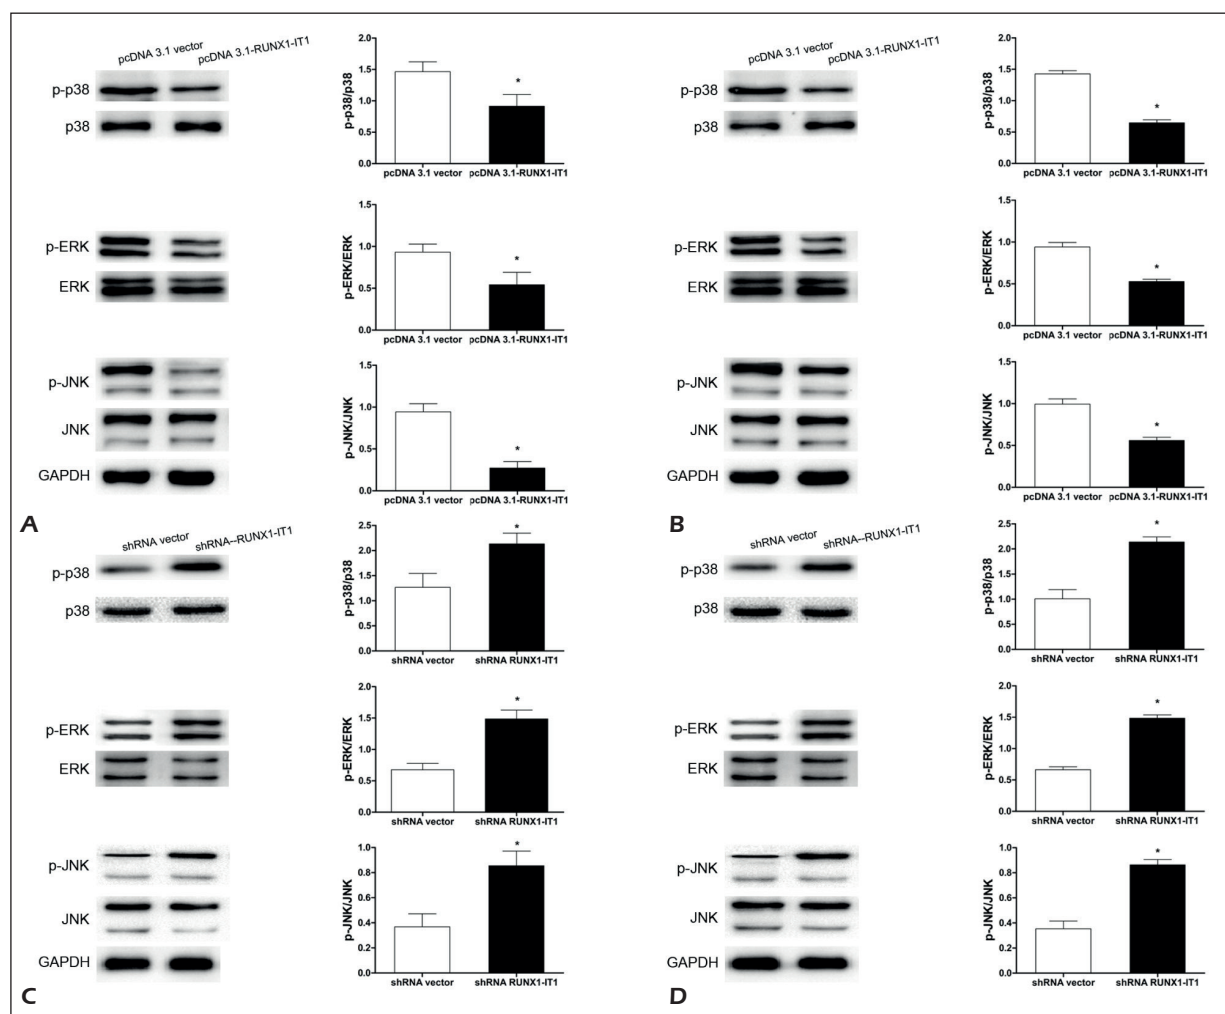 pcDNA 3.1 vector
pcDNA 3.1-RUNX1-IT1
p-p38
p38
p-ERK
ERK
p-JNK
JNK
GAPDH
A
p-p38/p38
2.0
1.5
1.0
0.5
0.0
*
pcDNA 3.1 vector pcDNA 3.1-RUNX1-IT1
p-ERK/ERK
1.5
1.0
0.5
0.0
*
pcDNA 3.1 vector pcDNA 3.1-RUNX1-IT1
p-JNK/JNK
1.5
1.0
0.5
0.0
*
pcDNA 3.1 vector pcDNA 3.1-RUNX1-IT1
pcDNA 3.1 vector
pcDNA 3.1-RUNX1-IT1
p-p38
p38
p-ERK
ERK
p-JNK
JNK
GAPDH
B
p-p38/p38
2.0
1.5
1.0
0.5
0.0
*
pcDNA 3.1 vector pcDNA 3.1-RUNX1-IT1
p-ERK/ERK
1.5
1.0
0.5
0.0
*
pcDNA 3.1 vector pcDNA 3.1-RUNX1-IT1
p-JNK/JNK
1.5
1.0
0.5
0.0
*
pcDNA 3.1 vector pcDNA 3.1-RUNX1-IT1
shRNA vector
shRNA--RUNX1-IT1
p-p38
p38
p-ERK
ERK
p-JNK
JNK
GAPDH
C
p-p38/p38
2.5
2.0
1.5
1.0
0.5
0.0
*
shRNA vector shRNA RUNX1-IT1
p-ERK/ERK
2.0
1.5
1.0
0.5
0.0
*
shRNA vector shRNA RUNX1-IT1
p-JNK/JNK
1.0
0.8
0.6
0.4
0.2
0.0
*
shRNA vector shRNA RUNX1-IT1
shRNA vector
shRNA--RUNX1-IT1
p-p38
p38
p-ERK
ERK
p-JNK
JNK
GAPDH
D
p-p38/p38
2.5
2.0
1.5
1.0
0.5
0.0
*
shRNA vector shRNA RUNX1-IT1
p-ERK/ERK
2.0
1.5
1.0
0.5
0.0
*
shRNA vector shRNA RUNX1-IT1
p-JNK/JNK
1.0
0.8
0.6
0.4
0.2
0.0
*
shRNA vector shRNA RUNX1-IT1